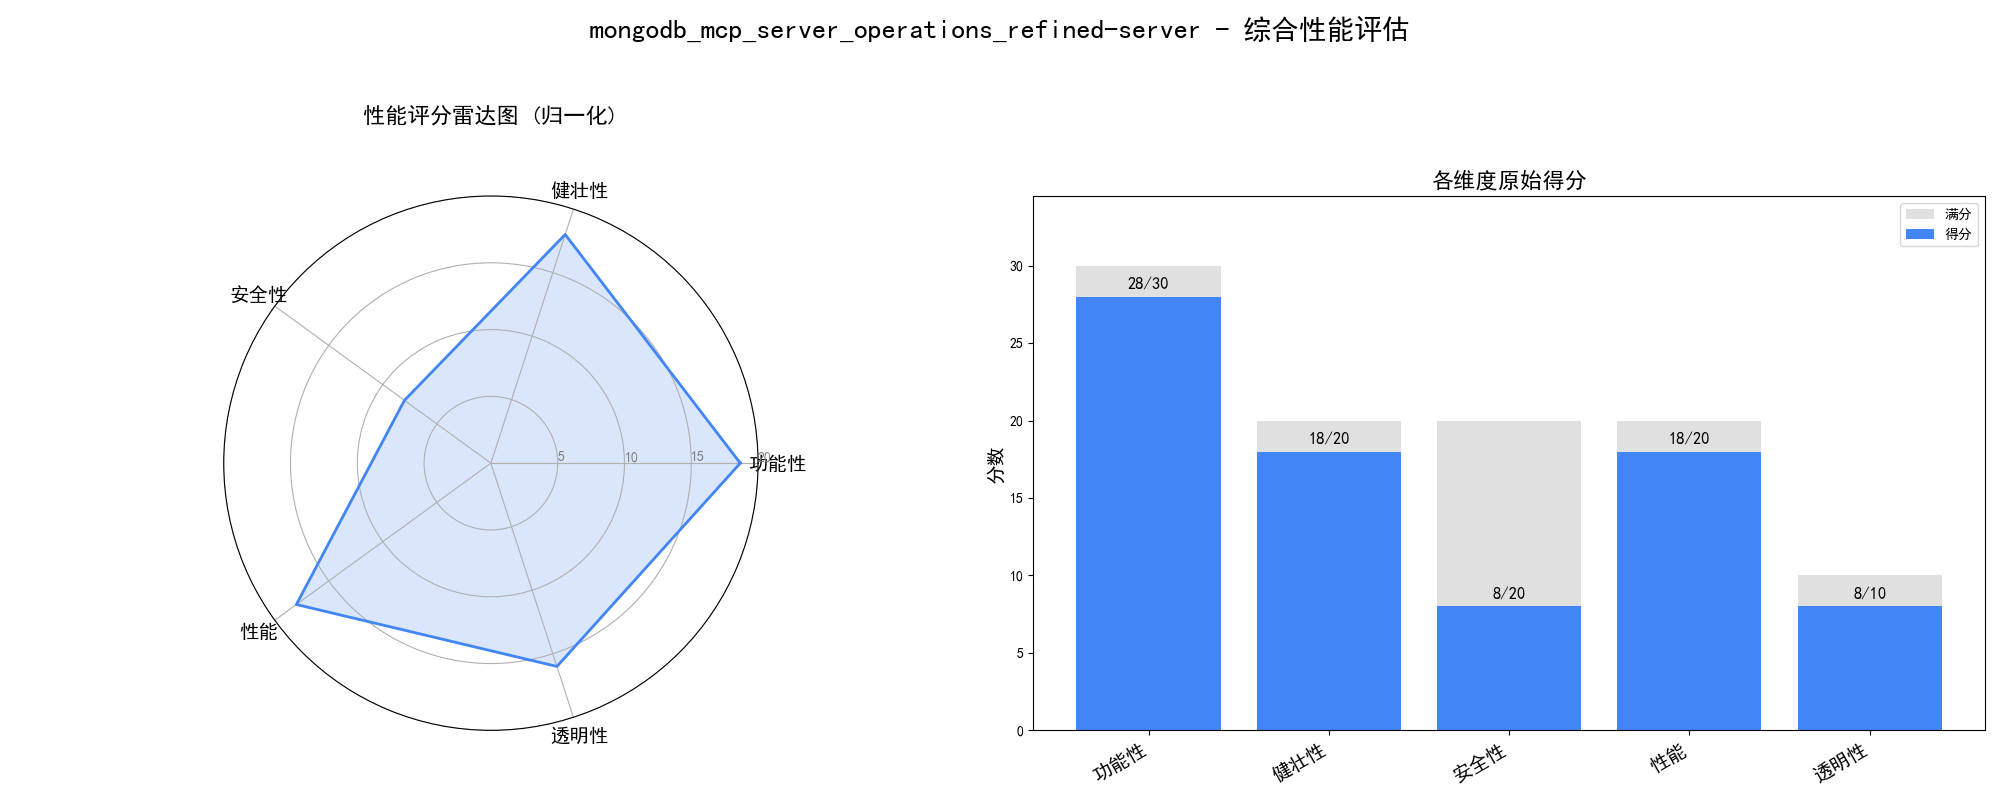 mongodb_mcp_server_operations_refined-server - 综合性能评估
性能评分雷达图 (归一化)
健壮性
安全性
5
10
15
20
功能性
性能
透明性
各维度原始得分
满分
得分
分数
30
25
20
15
10
5
0
28/30
18/20
8/20
18/20
8/10
功能性
健壮性
安全性
性能
透明性